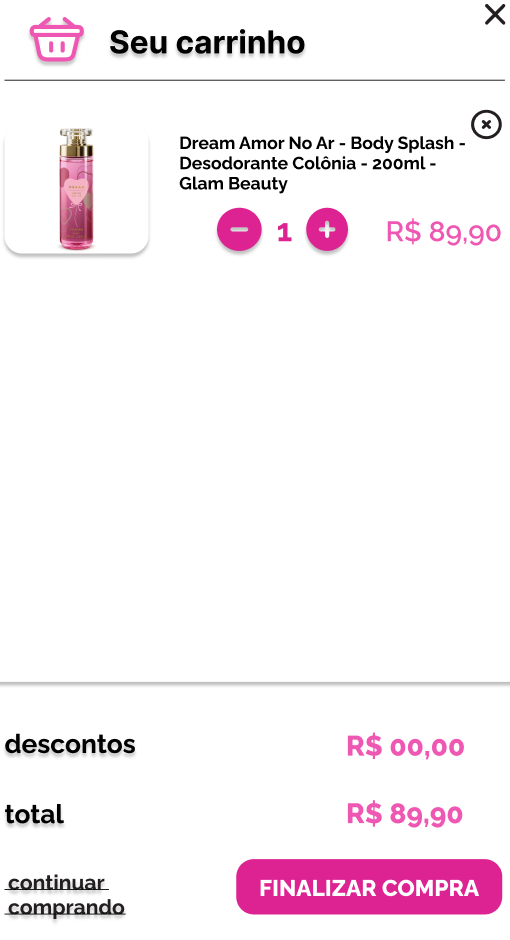 Seu carrinho
Dream Amor No Ar - Body Splash -
Desodorante Colônia - 200ml -
Glam Beauty
1
R$ 89,90
descontos
R$ 00,00
total
R$ 89,90
continuar
comprando
FINALIZAR COMPRA